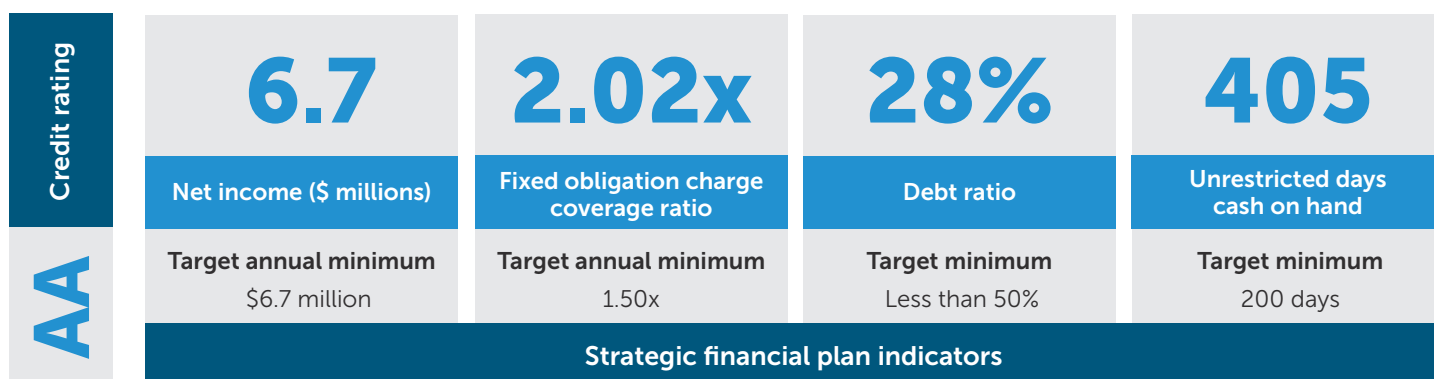 Credit rating
AA
6.7
Net income ($ millions)
Target annual minimum
$6.7 million
2.02x
Fixed obligation charge
coverage ratio
Target annual minimum
1.50x
28%
Debt ratio
Target minimum
Less than 50%
405
Unrestricted days
cash on hand
Target minimum
200 days
Strategic financial plan indicators